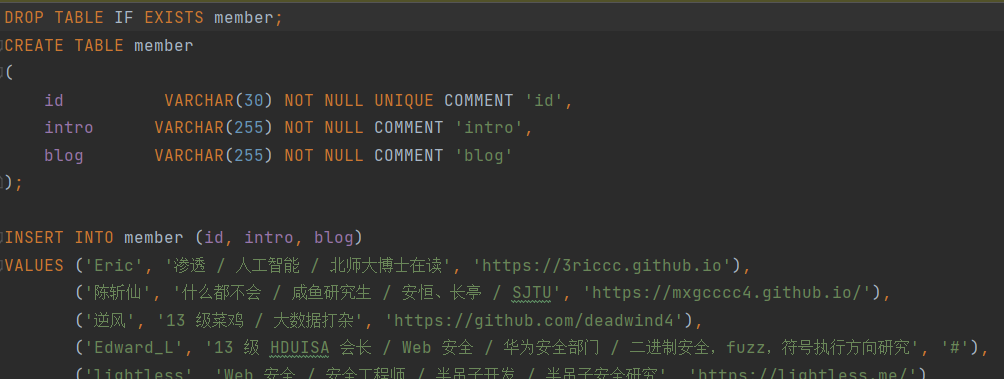 DROP TABLE IF EXISTS member;
CREATE TABLE member
(
id VARCHAR(30) NOT NULL UNIQUE COMMENT 'id',
intro VARCHAR(255) NOT NULL COMMENT 'intro',
blog VARCHAR(255) NOT NULL COMMENT 'blog'
);
INSERT INTO member (id, intro, blog)
VALUES ('Eric', '渗透 / 人工智能 / 北师大博士在读', 'https://3riccc.github.io'),
('陈斩仙', '什么都不会 / 咸鱼研究生 / 安恒、长亭 / SJTU', 'https://mxgcccc4.github.io/'),
('逆风', '13 级菜鸡 / 大数据打杂', 'https://github.com/deadwind4'),
('Edward_L', '13 级 HDUISA 会长 / Web 安全 / 华为安全部门 / 二进制安全，fuzz，符号执行方向研究', '#'),
('lightless', 'Web 安全 / 安全工程师 / 半吊子开发 / 半吊子安全研究', 'https://lightless.me/')